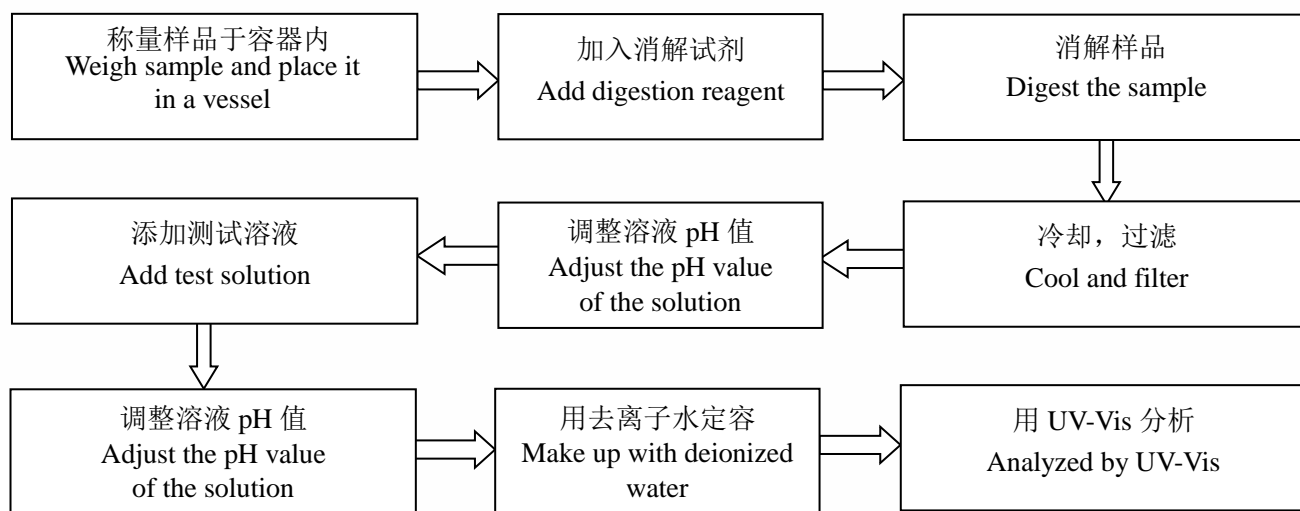 称量样品于容器内
Weigh sample and place it
in a vessel
加入消解试剂
Add digestion reagent
消解样品
Digest the sample
冷却，过滤
Cool and filter
调整溶液 pH 值
Adjust the pH value
of the solution
添加测试溶液
Add test solution
调整溶液 pH 值
Adjust the pH value
of the solution
用去离子水定容
Make up with deionized
water
用 UV-Vis 分析
Analyzed by UV-Vis